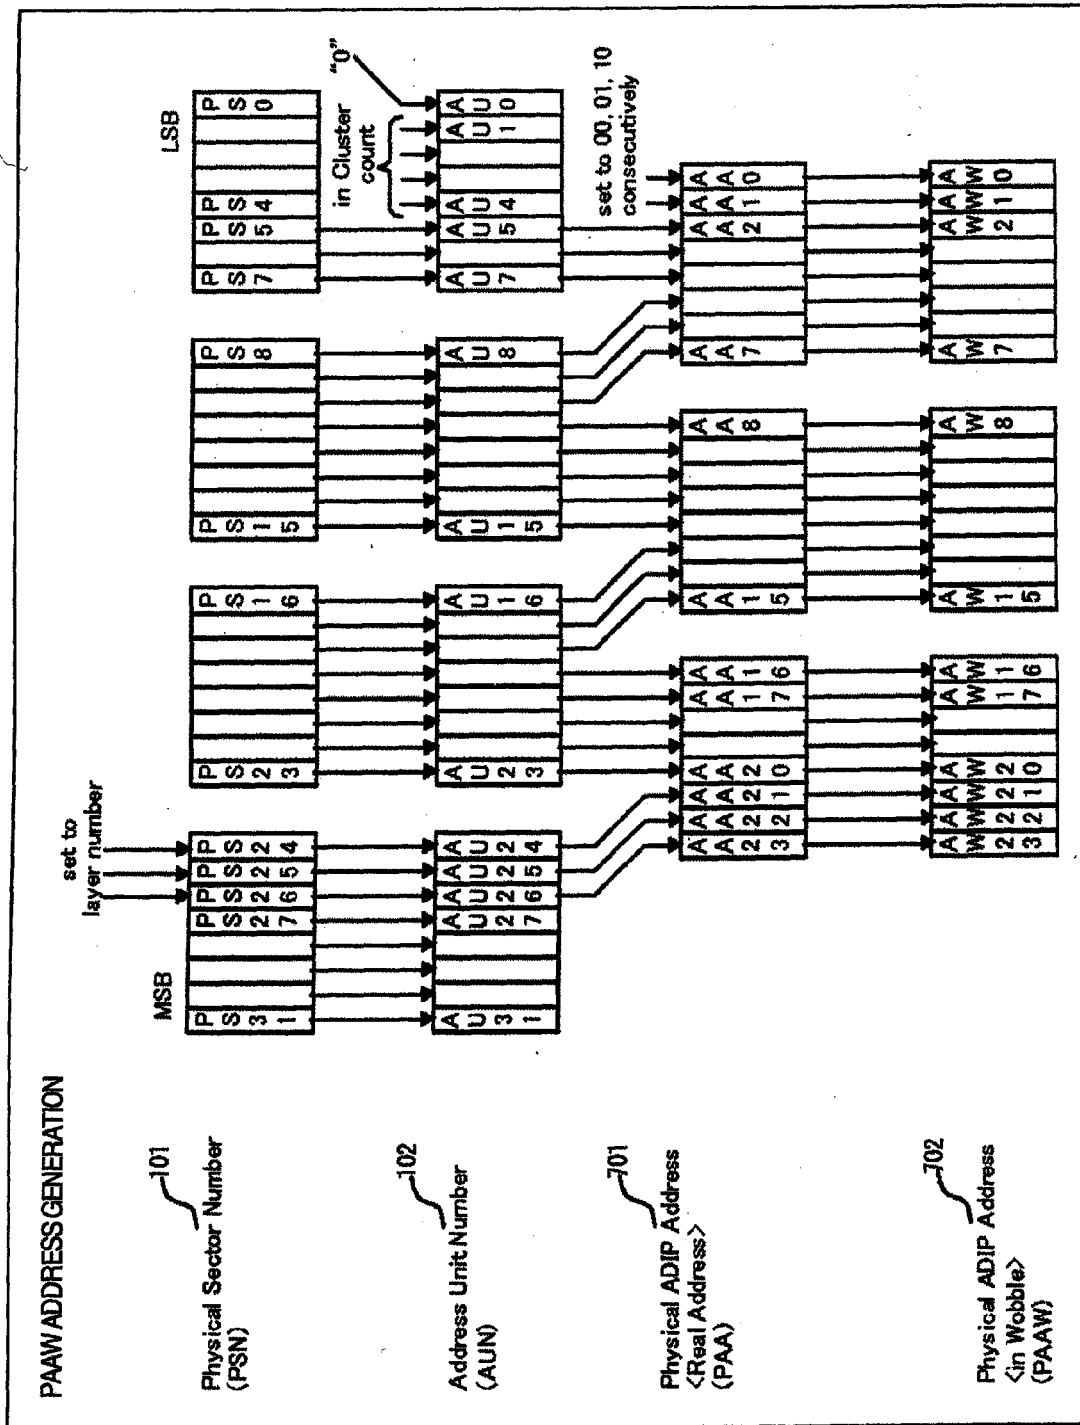 PAAW ADDRESS GENERATION
set to
layer number
MSB
LSB
101
Physical Sector Number
(PSN)
PS31
PS27
PS26
PS25
PS24
PS23
PS16
PS15
PS8
PS7
PS5
PS4
PS0
in Cluster
count
"0"
102
Address Unit Number
(AUN)
AU31
AU27
AU26
AU25
AU24
AU23
AU16
AU15
AU8
AU7
AU5
AU4
AU1
AU0
set to 00, 01, 10
consecutively
701
Physical ADIP Address
<Real Address>
(PAA)
AA23
AA22
AA21
AA20
AA17
AA16
AA15
AA8
AA7
AA2
AA1
AA0
702
Physical ADIP Address
<in Wobble>
(PAAW)
AW23
AW22
AW21
AW20
AW17
AW16
AW15
AW8
AW7
AW2
AW1
AW0